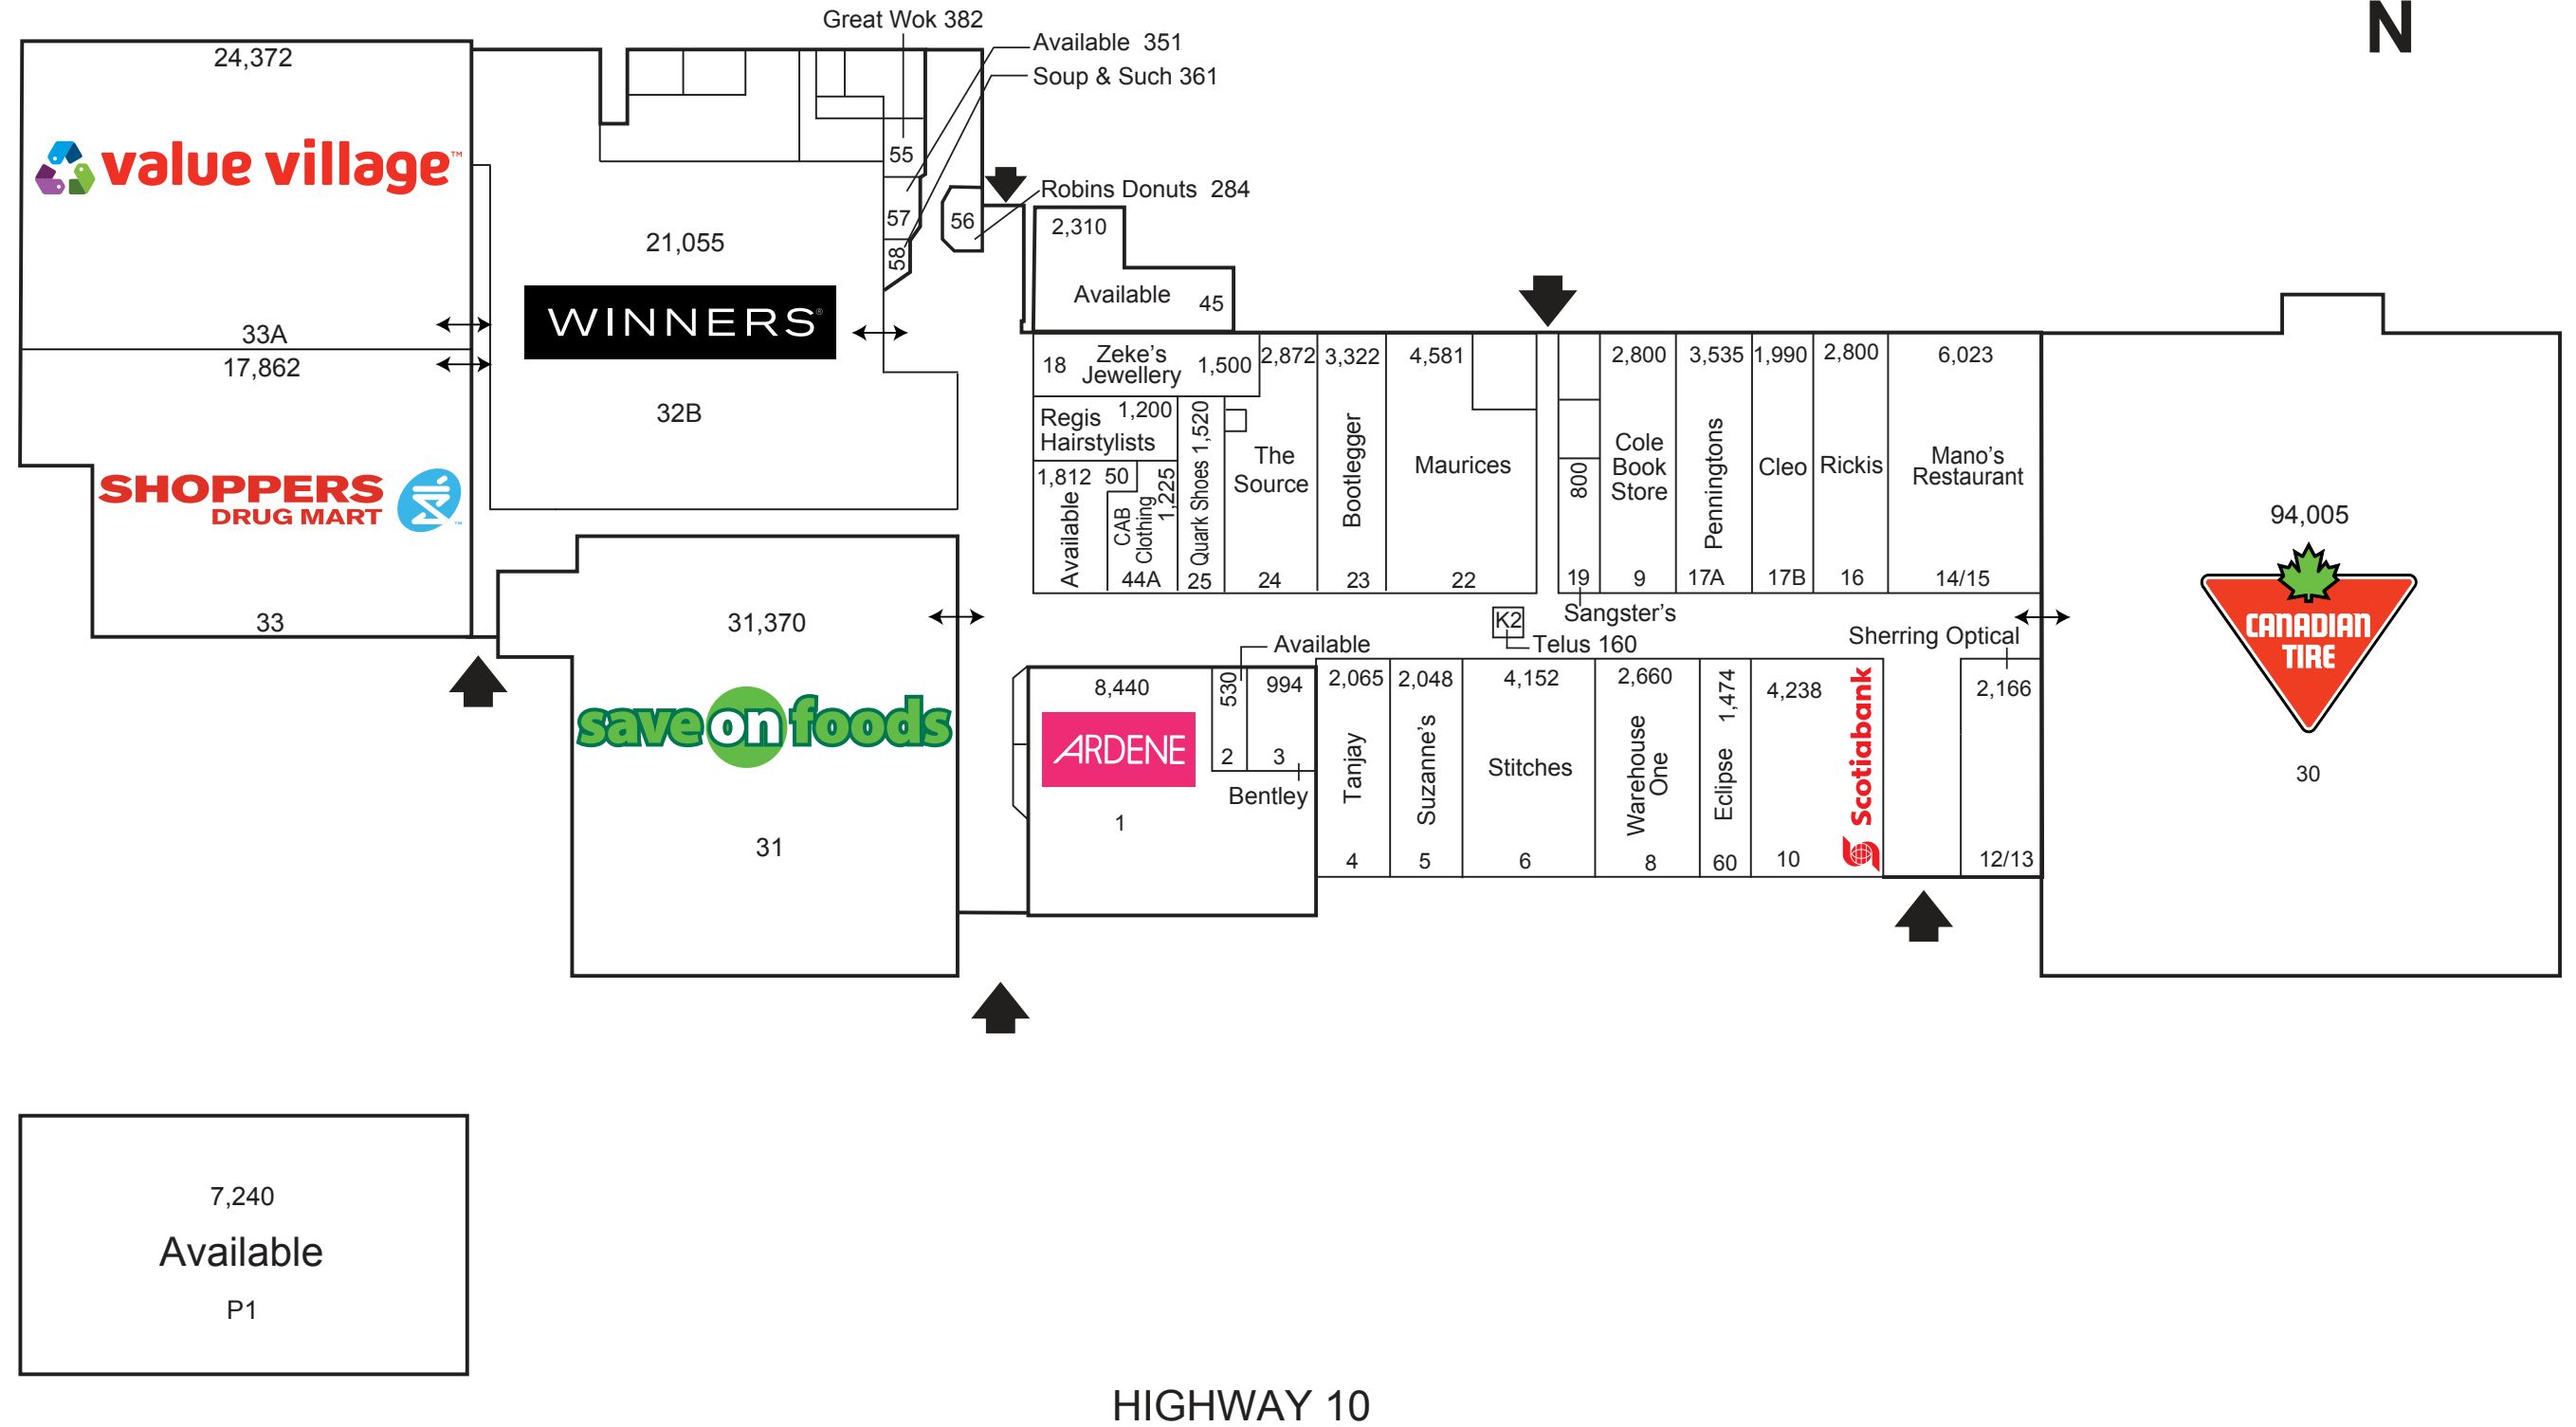 N
Great Wok 382
Available 351
Soup & Such 361
24,372
value village™
33A
17,862
SHOPPERS
DRUG MART
™
33
21,055
WINNERS®
32B
55
57
58
56
Robins Donuts 284
2,310
Available
45
18
Zeke's
Jewellery
1,500
Regis
Hairstylists
1,200
1,812
Available
50
CAB
Clothing
1,225
44A
Quark Shoes 1,520
25
2,872
The
Source
24
3,322
Bootlegger
23
4,581
Maurices
22
800
19
Sangster's
2,800
Cole
Book
Store
9
3,535
Penningtons
17A
1,990
Cleo
17B
2,800
Rickis
16
6,023
Mano's
Restaurant
14/15
94,005
CANADIAN
TIRE
30
K2
Telus 160
31,370
save on foods
31
8,440
ARDENE
1
Available
530
2
994
3
Bentley
2,065
Tanjay
4
2,048
Suzanne's
5
4,152
Stitches
6
2,660
Warehouse
One
8
Eclipse 1,474
60
4,238
10
Scotiabank
Sherring Optical
2,166
12/13
7,240
Available
P1
HIGHWAY 10